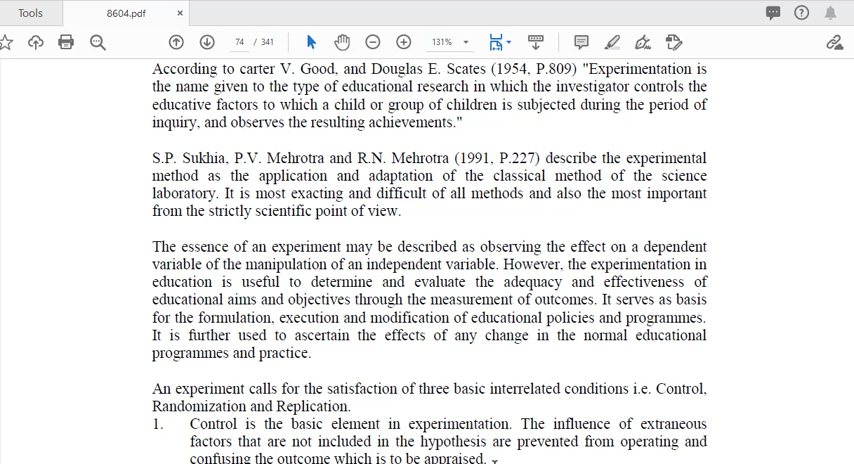 Tools
8604.pdf
×
74 / 341
131%
According to carter V. Good, and Douglas E. Scates (1954, P.809) "Experimentation is
the name given to the type of educational research in which the investigator controls the
educative factors to which a child or group of children is subjected during the period of
inquiry, and observes the resulting achievements."
S.P. Sukhia, P.V. Mehrotra and R.N. Mehrotra (1991, P.227) describe the experimental
method as the application and adaptation of the classical method of the science
laboratory. It is most exacting and difficult of all methods and also the most important
from the strictly scientific point of view.
The essence of an experiment may be described as observing the effect on a dependent
variable of the manipulation of an independent variable. However, the experimentation in
education is useful to determine and evaluate the adequacy and effectiveness of
educational aims and objectives through the measurement of outcomes. It serves as basis
for the formulation, execution and modification of educational policies and programmes.
It is further used to ascertain the effects of any change in the normal educational
programmes and practice.
An experiment calls for the satisfaction of three basic interrelated conditions i.e. Control,
Randomization and Replication.
1. Control is the basic element in experimentation. The influence of extraneous
factors that are not included in the hypothesis are prevented from operating and
confusing the outcome which is to be appraised.